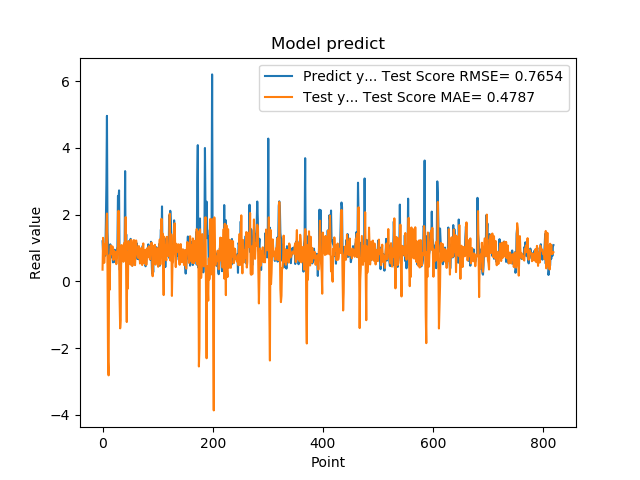 Model predict
Predict y... Test Score RMSE= 0.7654
Test y... Test Score MAE= 0.4787
Real value
6
4
2
0
−2
−4
0 200 400 600 800
Point